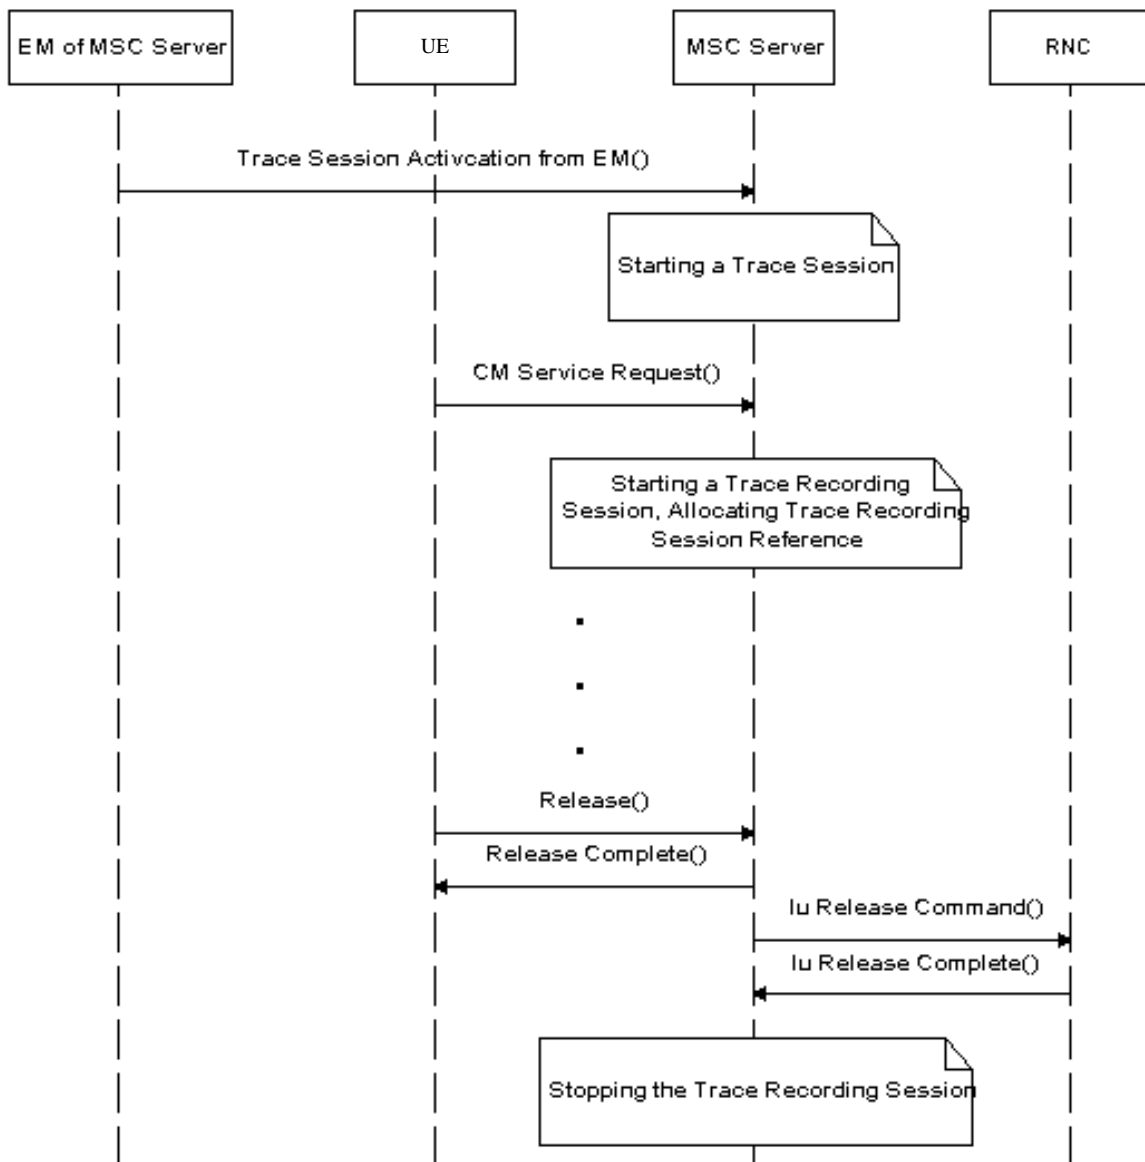 EM of MSC Server
UE
MSC Server
RNC
Trace Session Activcation from EM()
Starting a Trace Session
CM Service Request()
Starting a Trace Recording
Session, Allocating Trace Recording
Session Reference
Release()
Release Complete()
Iu Release Command()
Iu Release Complete()
Stopping the Trace Recording Session